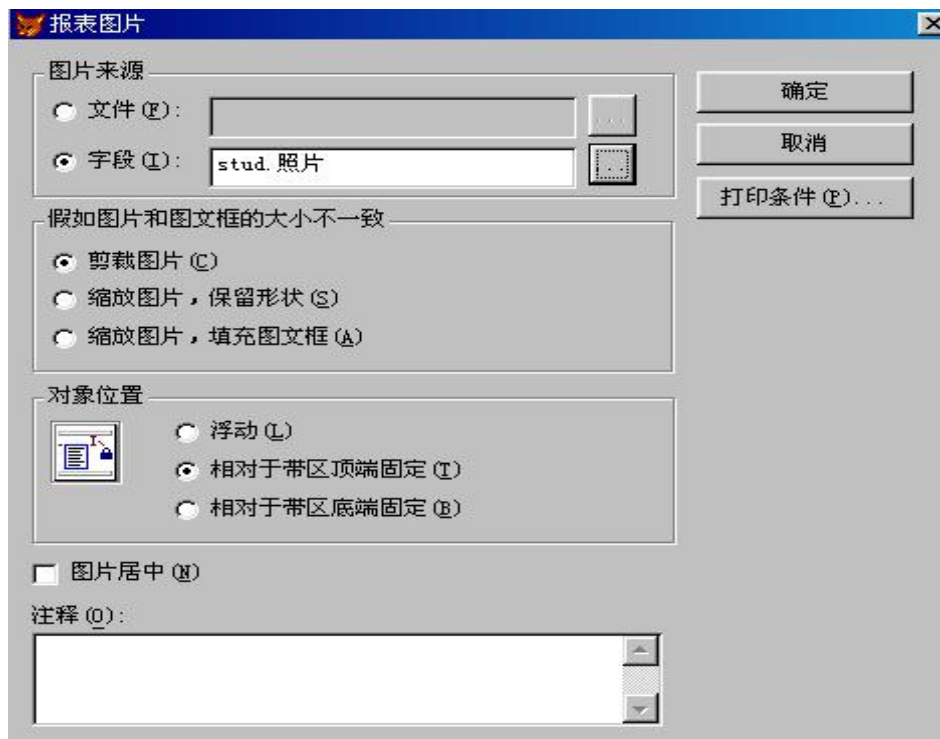 报表图片
图片来源
文件(F):
...
字段(I):
stud.照片
...
确定
取消
打印条件(P)...
假如图片和图文框的大小不一致
剪裁图片(C)
缩放图片，保留形状(S)
缩放图片，填充图文框(A)
对象位置
浮动(L)
相对于带区顶端固定(T)
相对于带区底端固定(B)
图片居中(N)
注释(O):